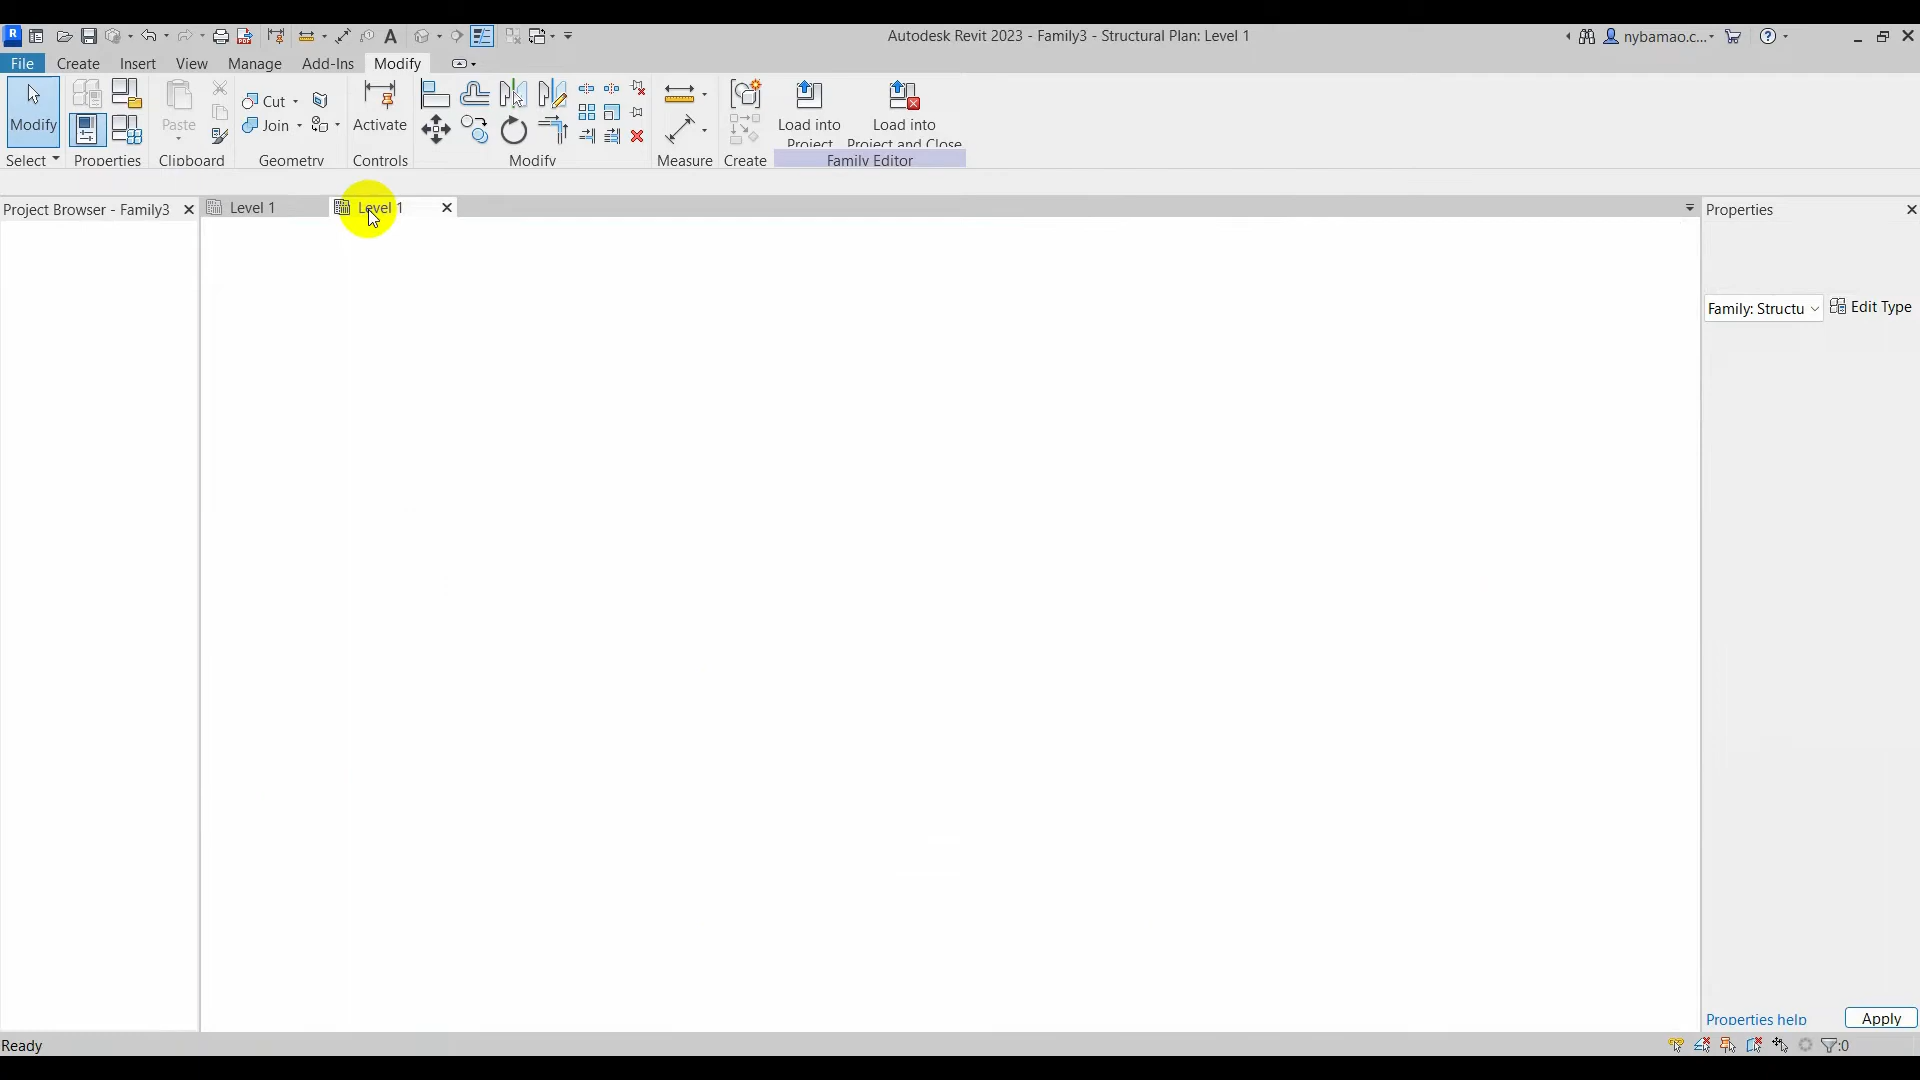 R
Autodesk Revit 2023 - Family3 - Structural Plan: Level 1
nybamao.c...
File Create Insert View Manage Add-Ins Modify
Modify
Paste
Cut
Join
Activate
Load into
Project
Load into
Project and Close
Select Properties Clipboard Geometry Controls Modify Measure Create Family Editor
Project Browser - Family3
Level 1
Level 1
Properties
Family: Structu
Edit Type
Properties help
Apply
Ready
:0